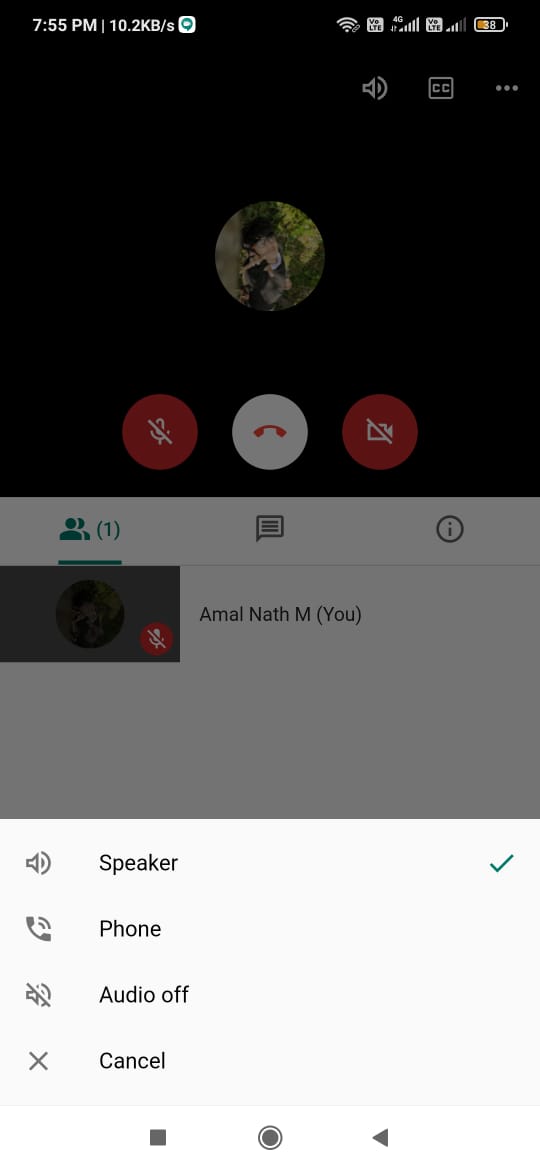 7:55 PM | 10.2KB/s
Vo LTE 4G Vo LTE 38
CC
(1)
Amal Nath M (You)
Speaker
Phone
Audio off
Cancel